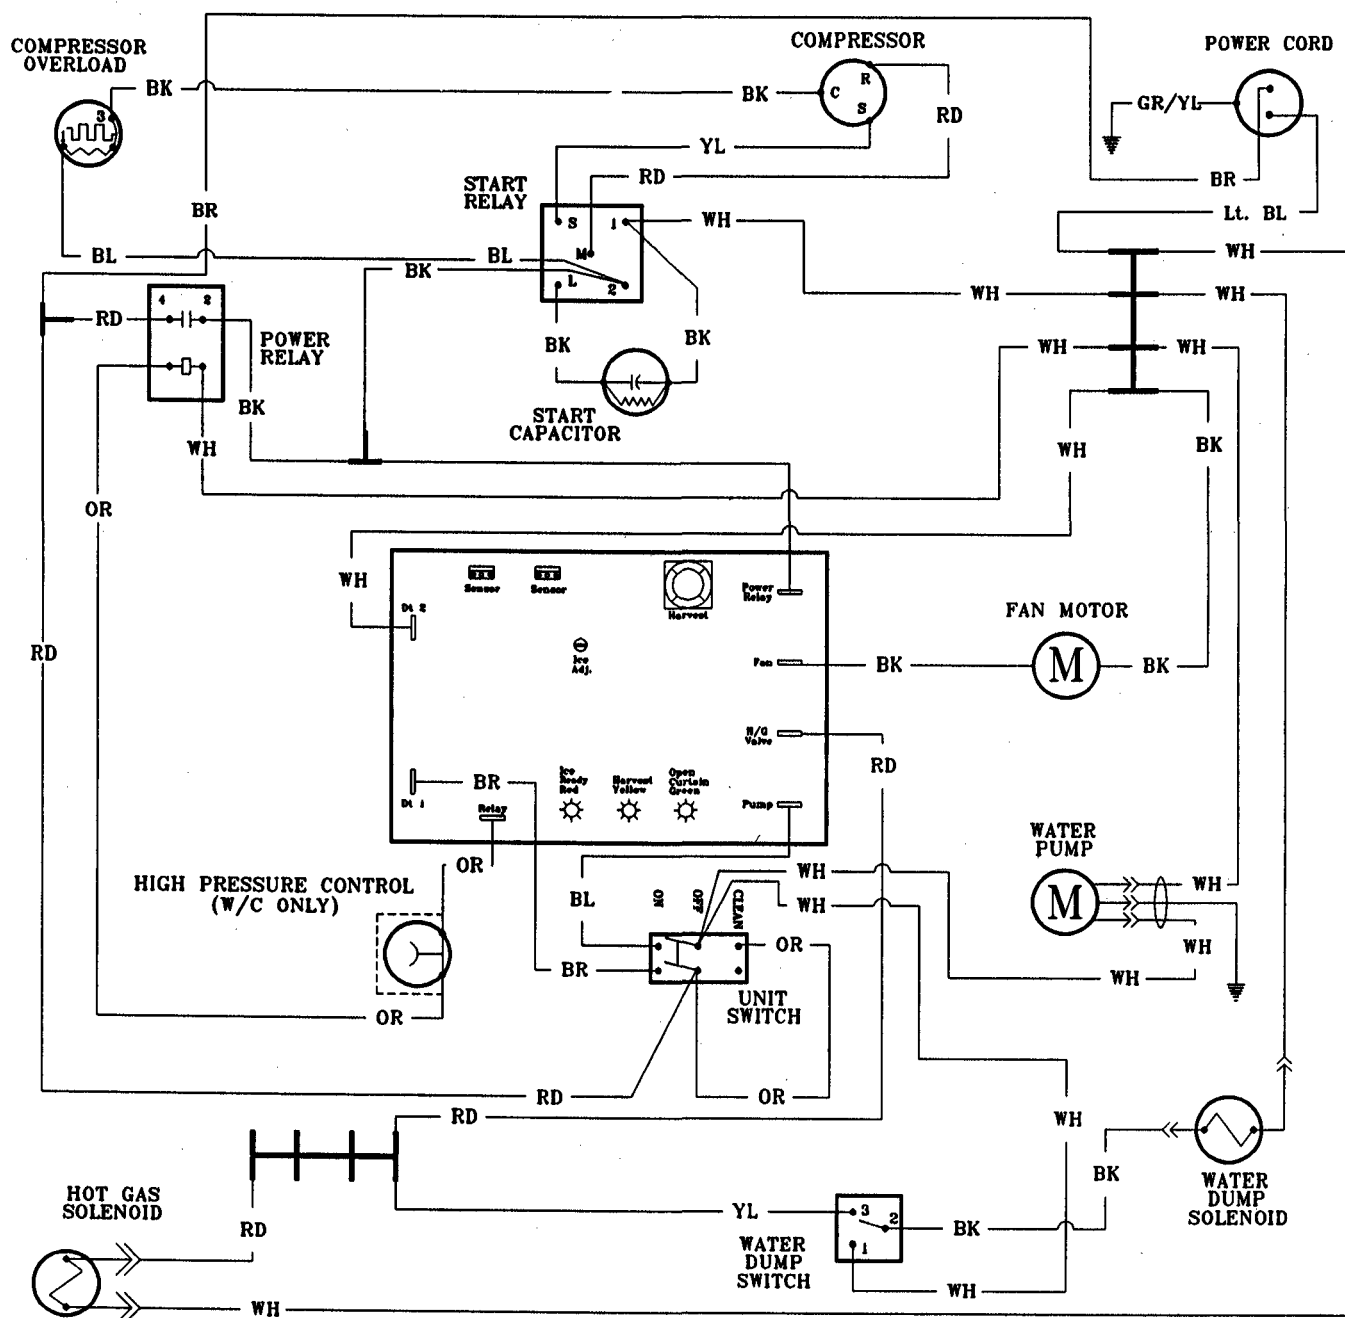 COMPRESSOR
OVERLOAD
COMPRESSOR
POWER CORD
BK
BK
3
C
R
S
RD
GR/YL
YL
START
RELAY
RD
BR
BR
Lt. BL
S
1
WH
WH
M
BL
BL
BK
L
2
WH
WH
4
2
RD
POWER
RELAY
BK
BK
WH
WH
BK
START
CAPACITOR
WH
WH
BK
OR
WH
Dt 2
Sensor
Sensor
Harvest
Power
Relay
FAN MOTOR
RD
Ice
Adj.
Fan
BK
M
BK
H/G
Valve
RD
BR
Ice
Ready
Red
Harvest
Yellow
Open
Curtain
Green
Dt 1
Relay
Pump
WATER
PUMP
OR
WH
HIGH PRESSURE CONTROL
(W/C ONLY)
BL
ON
OFF
CLEAN
WH
M
WH
OR
WH
BR
WH
UNIT
SWITCH
OR
RD
OR
RD
WH
BK
HOT GAS
SOLENOID
RD
YL
3
2
BK
WATER
DUMP
SOLENOID
1
WATER
DUMP
SWITCH
WH
WH